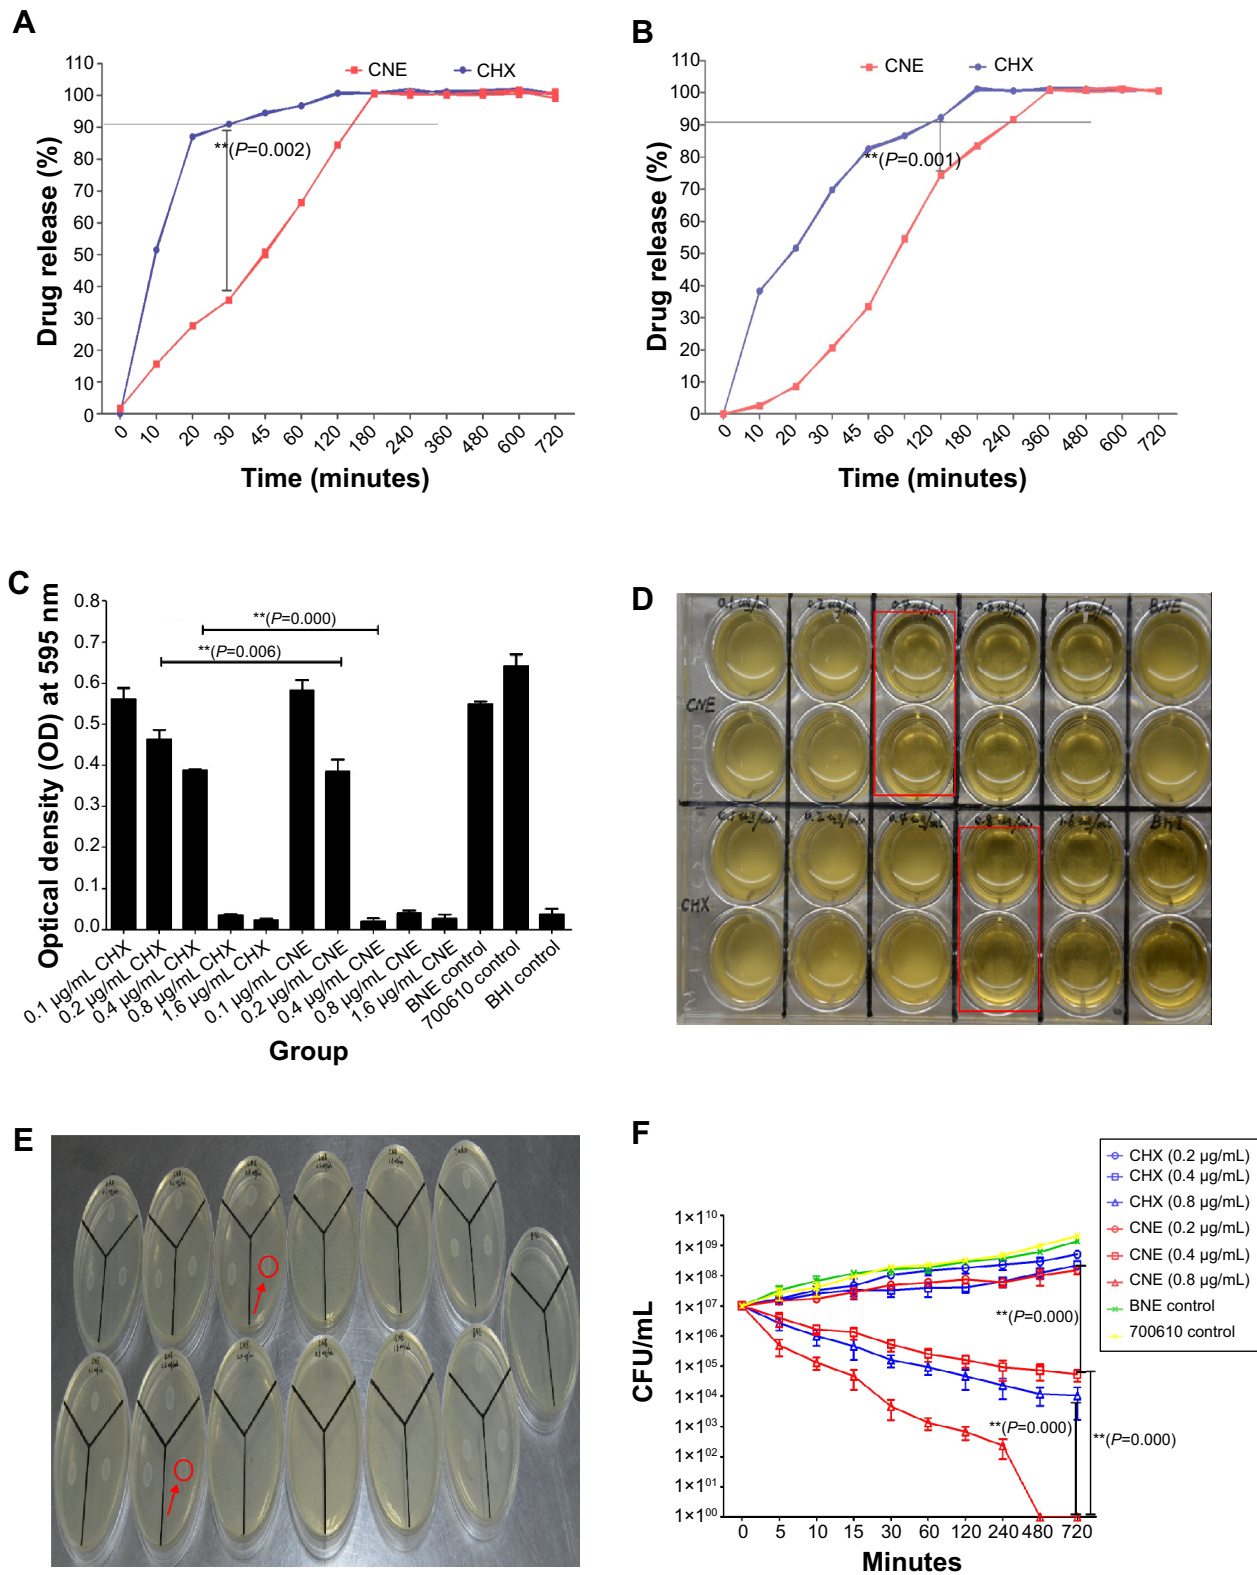 A
CNE
CHX
110
100
90
80
70
60
50
40
30
20
10
0
**(P=0.002)
Drug release (%)
0
10
20
30
45
60
120
180
240
360
480
600
720
Time (minutes)
B
CNE
CHX
110
100
90
80
70
60
50
40
30
20
10
0
**(P=0.001)
Drug release (%)
0
10
20
30
45
60
120
180
240
360
480
600
720
Time (minutes)
C
0.8
0.7
0.6
0.5
0.4
0.3
0.2
0.1
0.0
Optical density (OD) at 595 nm
**(P=0.000)
**(P=0.006)
0.1 µg/mL CHX
0.2 µg/mL CHX
0.4 µg/mL CHX
0.8 µg/mL CHX
1.6 µg/mL CHX
0.1 µg/mL CNE
0.2 µg/mL CNE
0.4 µg/mL CNE
0.8 µg/mL CNE
1.6 µg/mL CNE
BNE control
700610 control
BHI control
Group
D
0.1 ug/ml
0.2 ug/ml
BNE
CNE
CHX
BHI
E
F
CHX (0.2 µg/mL)
CHX (0.4 µg/mL)
CHX (0.8 µg/mL)
CNE (0.2 µg/mL)
CNE (0.4 µg/mL)
CNE (0.8 µg/mL)
BNE control
700610 control
1×10¹⁰
1×10⁰⁹
1×10⁰⁸
1×10⁰⁷
1×10⁰⁶
1×10⁰⁵
1×10⁰⁴
1×10⁰³
1×10⁰²
1×10⁰¹
1×10⁰⁰
CFU/mL
**(P=0.000)
**(P=0.000)
**(P=0.000)
0
5
10
15
30
60
120
240
480
720
Minutes